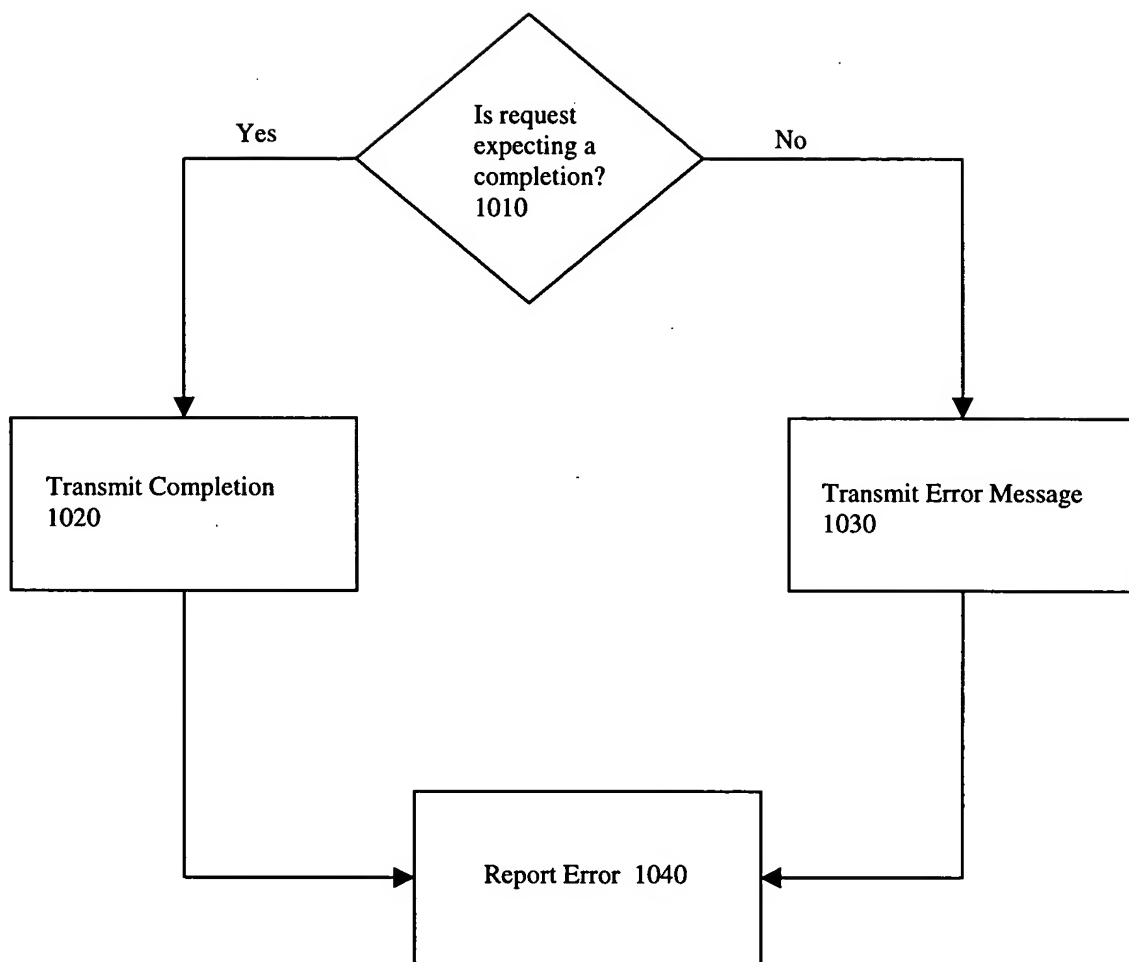 Is request
expecting a
completion?
1010
Yes
No
Transmit Completion
1020
Transmit Error Message
1030
Report Error 1040